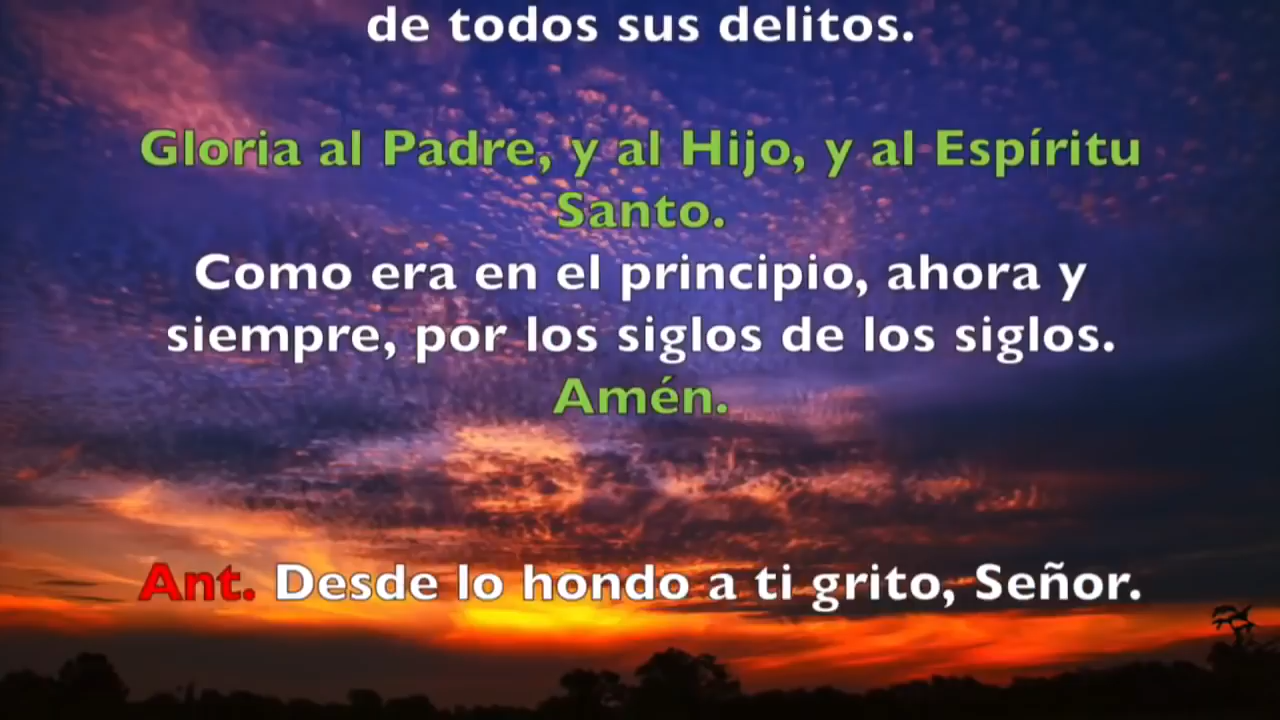 de todos sus delitos.
Gloria al Padre, y al Hijo, y al Espíritu
Santo.
Como era en el principio, ahora y
siempre, por los siglos de los siglos.
Amén.
Ant. Desde lo hondo a ti grito, Señor.